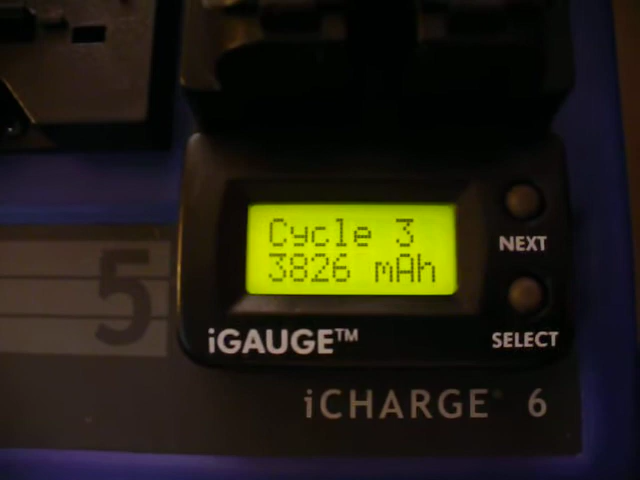 Cycle 3
3826 mAh
NEXT
SELECT
iGAUGE™
5
iCHARGE® 6